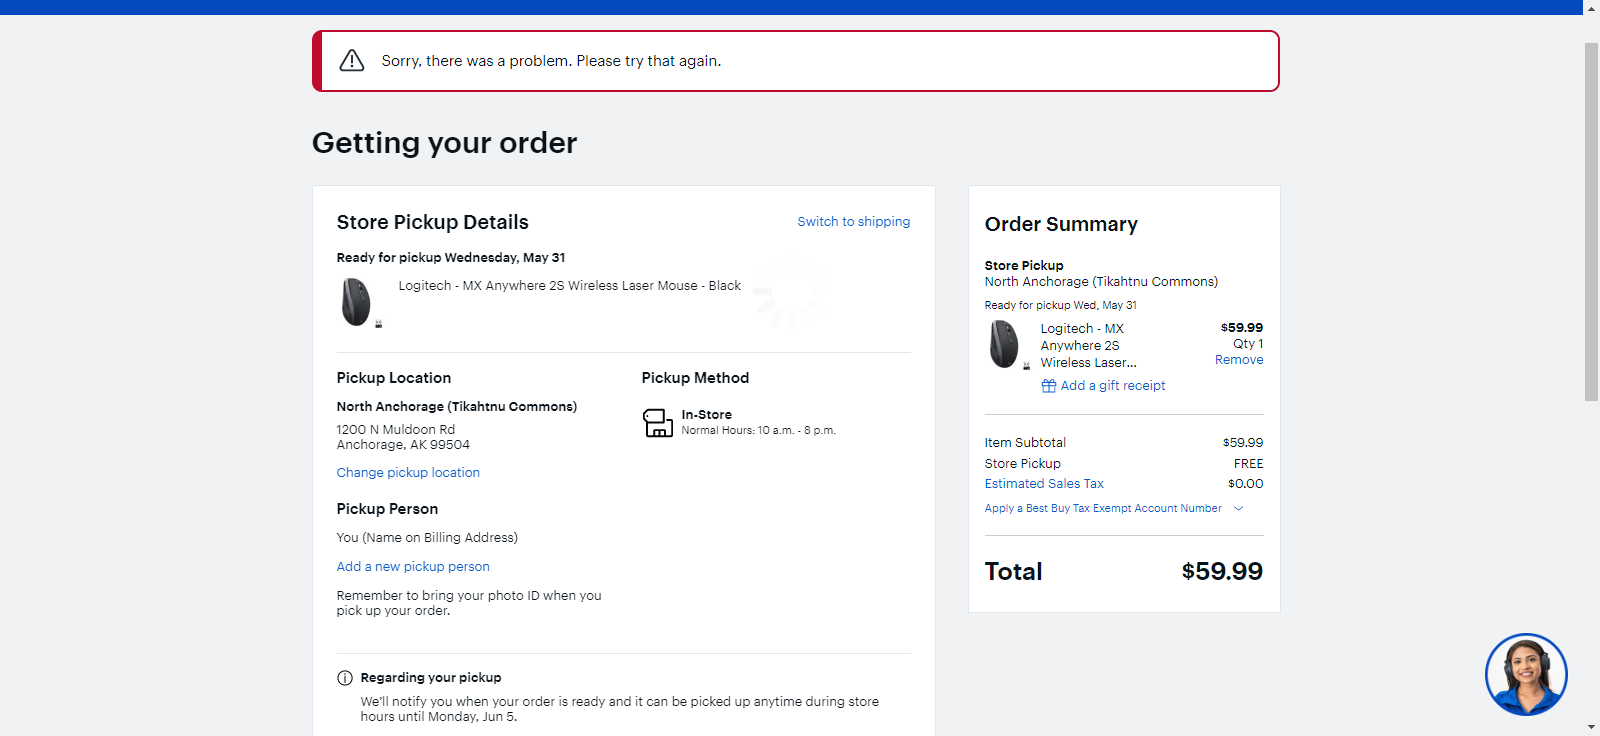 Sorry, there was a problem. Please try that again.
Getting your order
Store Pickup Details
Switch to shipping
Ready for pickup Wednesday, May 31
Logitech - MX Anywhere 2S Wireless Laser Mouse - Black
Pickup Location
North Anchorage (Tikahtnu Commons)
1200 N Muldoon Rd
Anchorage, AK 99504
Change pickup location
Pickup Method
In-Store
Normal Hours: 10 a.m. - 8 p.m.
Pickup Person
You (Name on Billing Address)
Add a new pickup person
Remember to bring your photo ID when you
pick up your order.
Regarding your pickup
We'll notify you when your order is ready and it can be picked up anytime during store
hours until Monday, Jun 5.
Order Summary
Store Pickup
North Anchorage (Tikahtnu Commons)
Ready for pickup Wed, May 31
Logitech - MX
Anywhere 2S
Wireless Laser...
$59.99
Qty 1
Remove
Add a gift receipt
Item Subtotal $59.99
Store Pickup FREE
Estimated Sales Tax $0.00
Apply a Best Buy Tax Exempt Account Number
Total $59.99